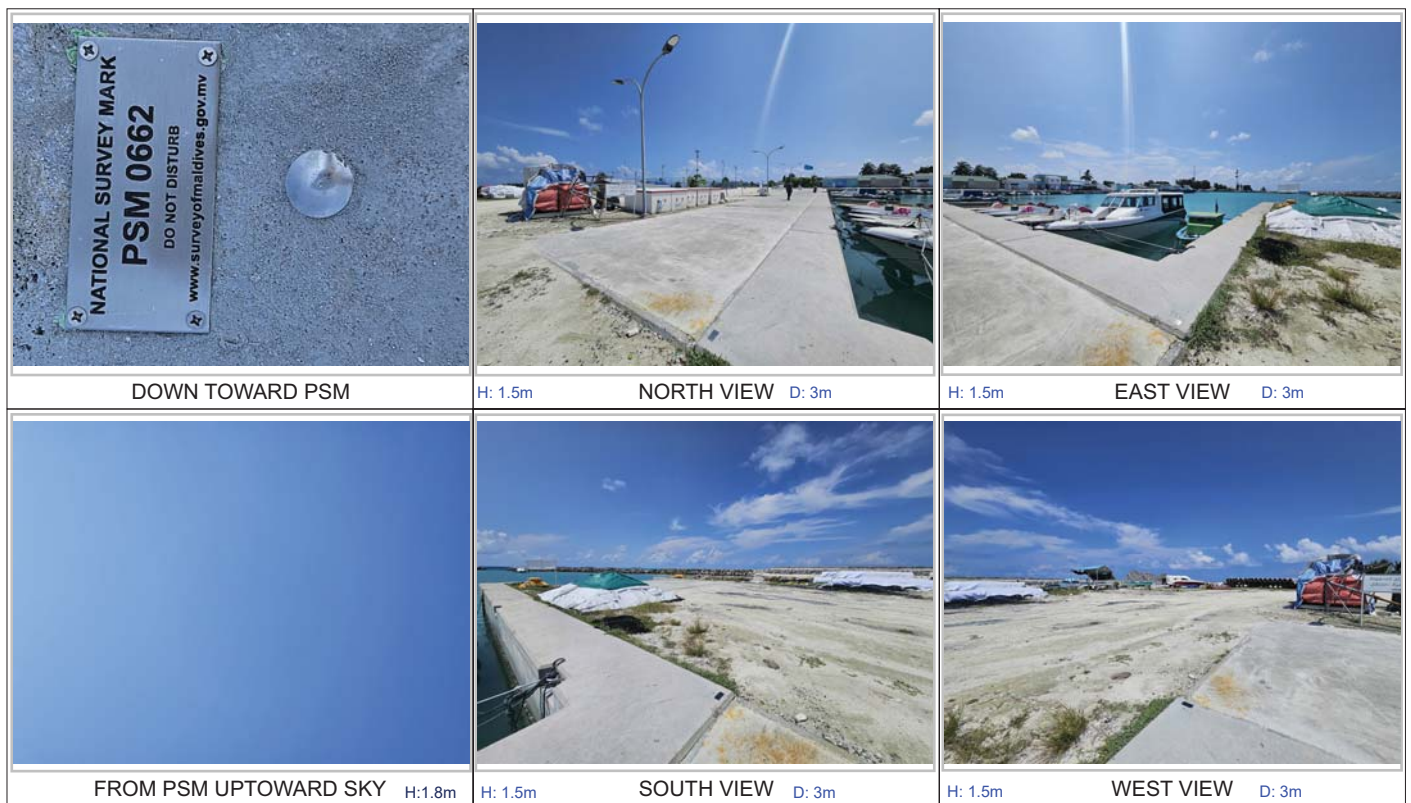 NATIONAL SURVEY MARK
PSM 0662
DO NOT DISTURB
www.surveyofmaldives.gov.mv
DOWN TOWARD PSM
H: 1.5m NORTH VIEW D: 3m
H: 1.5m EAST VIEW D: 3m
FROM PSM UPTOWARD SKY H:1.8m
H: 1.5m SOUTH VIEW D: 3m
H: 1.5m WEST VIEW D: 3m